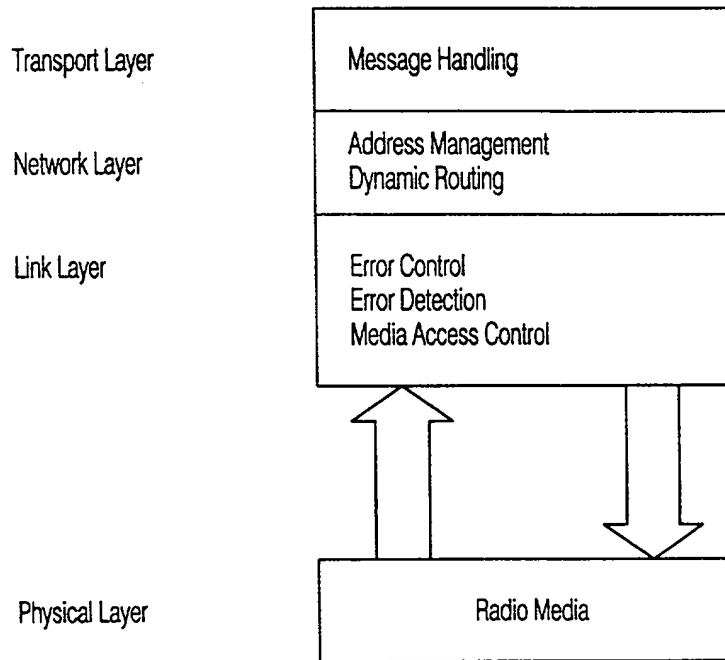 Transport Layer
Message Handling
Network Layer
Address Management
Dynamic Routing
Link Layer
Error Control
Error Detection
Media Access Control
Physical Layer
Radio Media